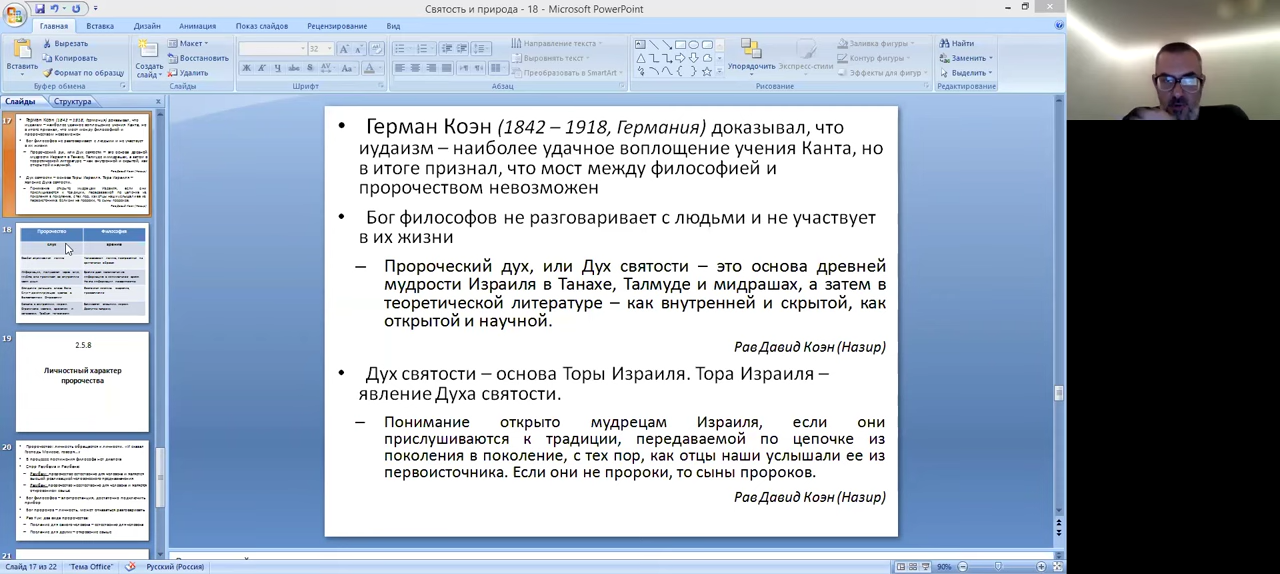 Святость и природа - 18 - Microsoft PowerPoint
Главная Вставка Дизайн Анимация Показ слайдов Рецензирование Вид
Вырезать Макет 32 Направление текста Заливка фигуры Найти
Копировать Восстановить Выровнять текст Контур фигуры Заменить
Вставить Формат по образцу Создать слайд Удалить Преобразовать в SmartArt Упорядочить Экспресс-стили Эффекты для фигур Выделить
Буфер обмена Слайды Шрифт Абзац Рисование Редактирование
Слайды Структура
17
18
Пророчество Философия
слух зрение
19
2.5.8
Личностный характер
пророчества
20
21
• Герман Коэн (1842 – 1918, Германия) доказывал, что
иудаизм – наиболее удачное воплощение учения Канта, но
в итоге признал, что мост между философией и
пророчеством невозможен
• Бог философов не разговаривает с людьми и не участвует
в их жизни
– Пророческий дух, или Дух святости – это основа древней
мудрости Израиля в Танахе, Талмуде и мидрашах, а затем в
теоретической литературе – как внутренней и скрытой, как
открытой и научной.
Рав Давид Коэн (Назир)
• Дух святости – основа Торы Израиля. Тора Израиля –
явление Духа святости.
– Понимание открыто мудрецам Израиля, если они
прислушиваются к традиции, передаваемой по цепочке из
поколения в поколение, с тех пор, как отцы наши услышали ее из
первоисточника. Если они не пророки, то сыны пророков.
Рав Давид Коэн (Назир)
Слайд 17 из 22 "Тема Office" Русский (Россия) 90%